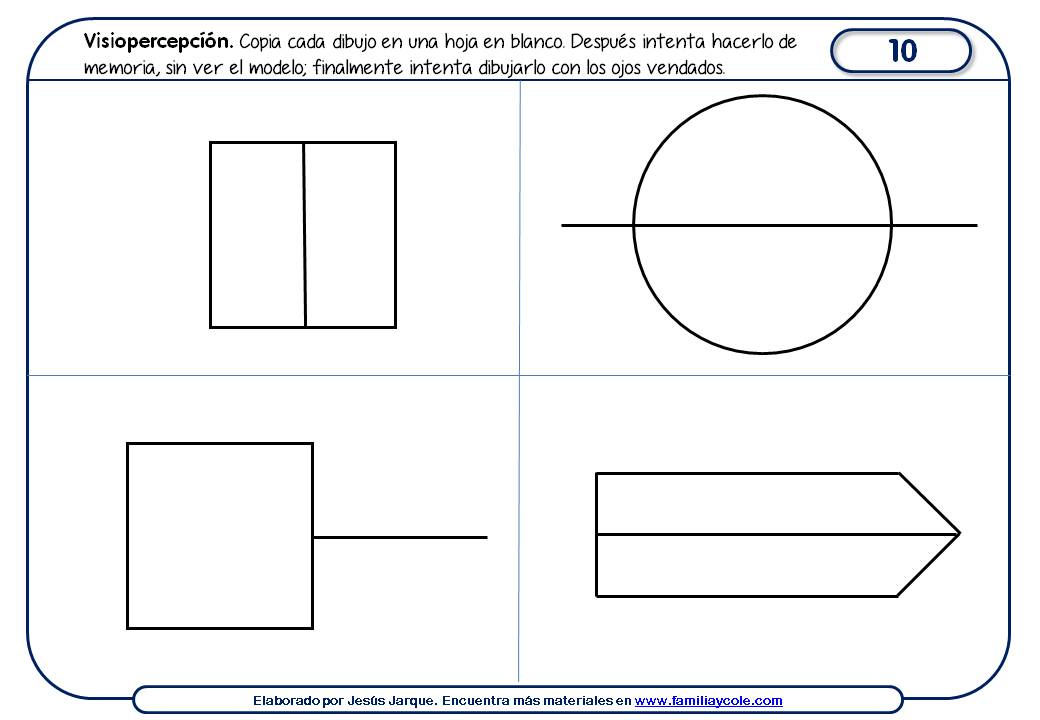 Visiopercepción. Copia cada dibujo en una hoja en blanco. Después intenta hacerlo de
memoria, sin ver el modelo; finalmente intenta dibujarlo con los ojos vendados.
10
Elaborado por Jesús Jarque. Encuentra más materiales en www.familiaycole.com